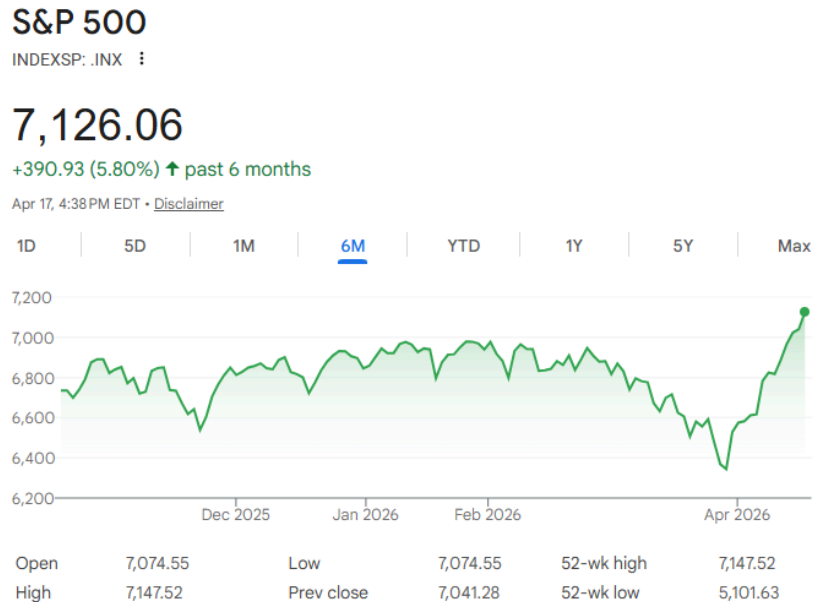 S&P 500
INDEXSP: .INX
7,126.06
+390.93 (5.80%) ↑ past 6 months
Apr 17, 4:38 PM EDT • Disclaimer
1D 5D 1M 6M YTD 1Y 5Y Max
7,200
7,000
6,800
6,600
6,400
6,200
Dec 2025 Jan 2026 Feb 2026 Apr 2026
Open 7,074.55 Low 7,074.55 52-wk high 7,147.52
High 7,147.52 Prev close 7,041.28 52-wk low 5,101.63